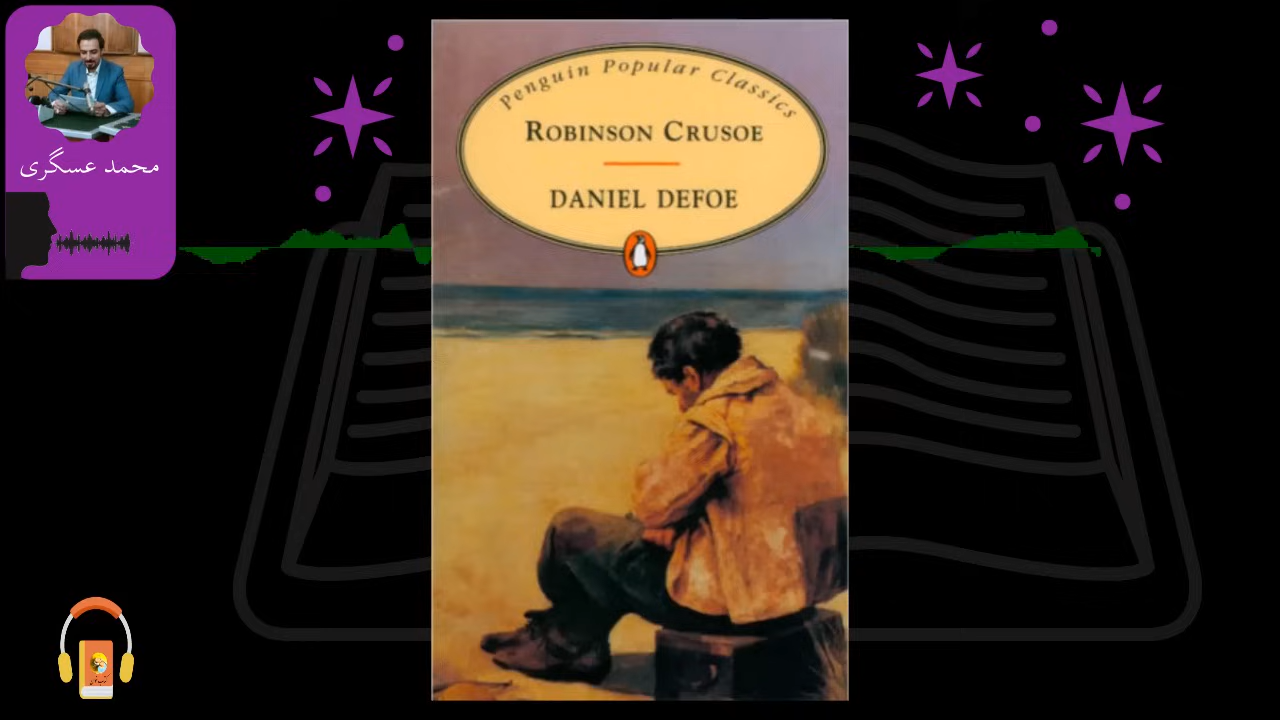 محمد عسگری
Penguin Popular Classics
ROBINSON CRUSOE
DANIEL DEFOE